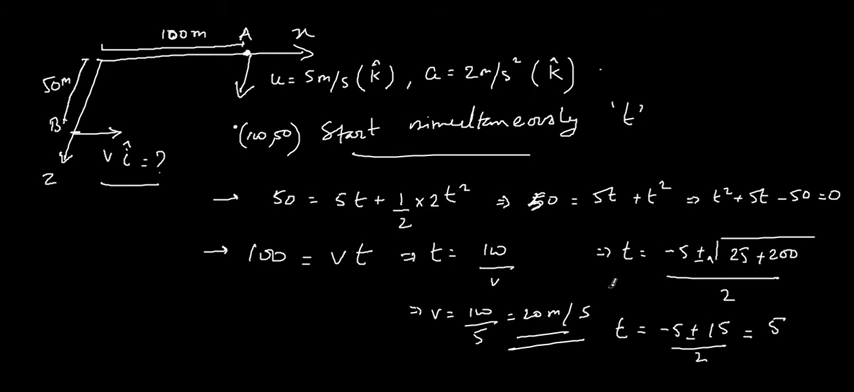 100m A x
50m
u = 5m/s (k̂) , a = 2m/s² (k̂)
B
v î = ?
z
(100,50) Start simultaneously 't'
→ 50 = 5t + 1/2 × 2t² ⇒ 50 = 5t + t² ⇒ t² + 5t - 50 = 0
→ 100 = vt ⇒ t = 100/v ⇒ t = (-5 ± √(25 + 200))/2
⇒ v = 100/5 = 20m/s t = (-5 ± 15)/2 = 5